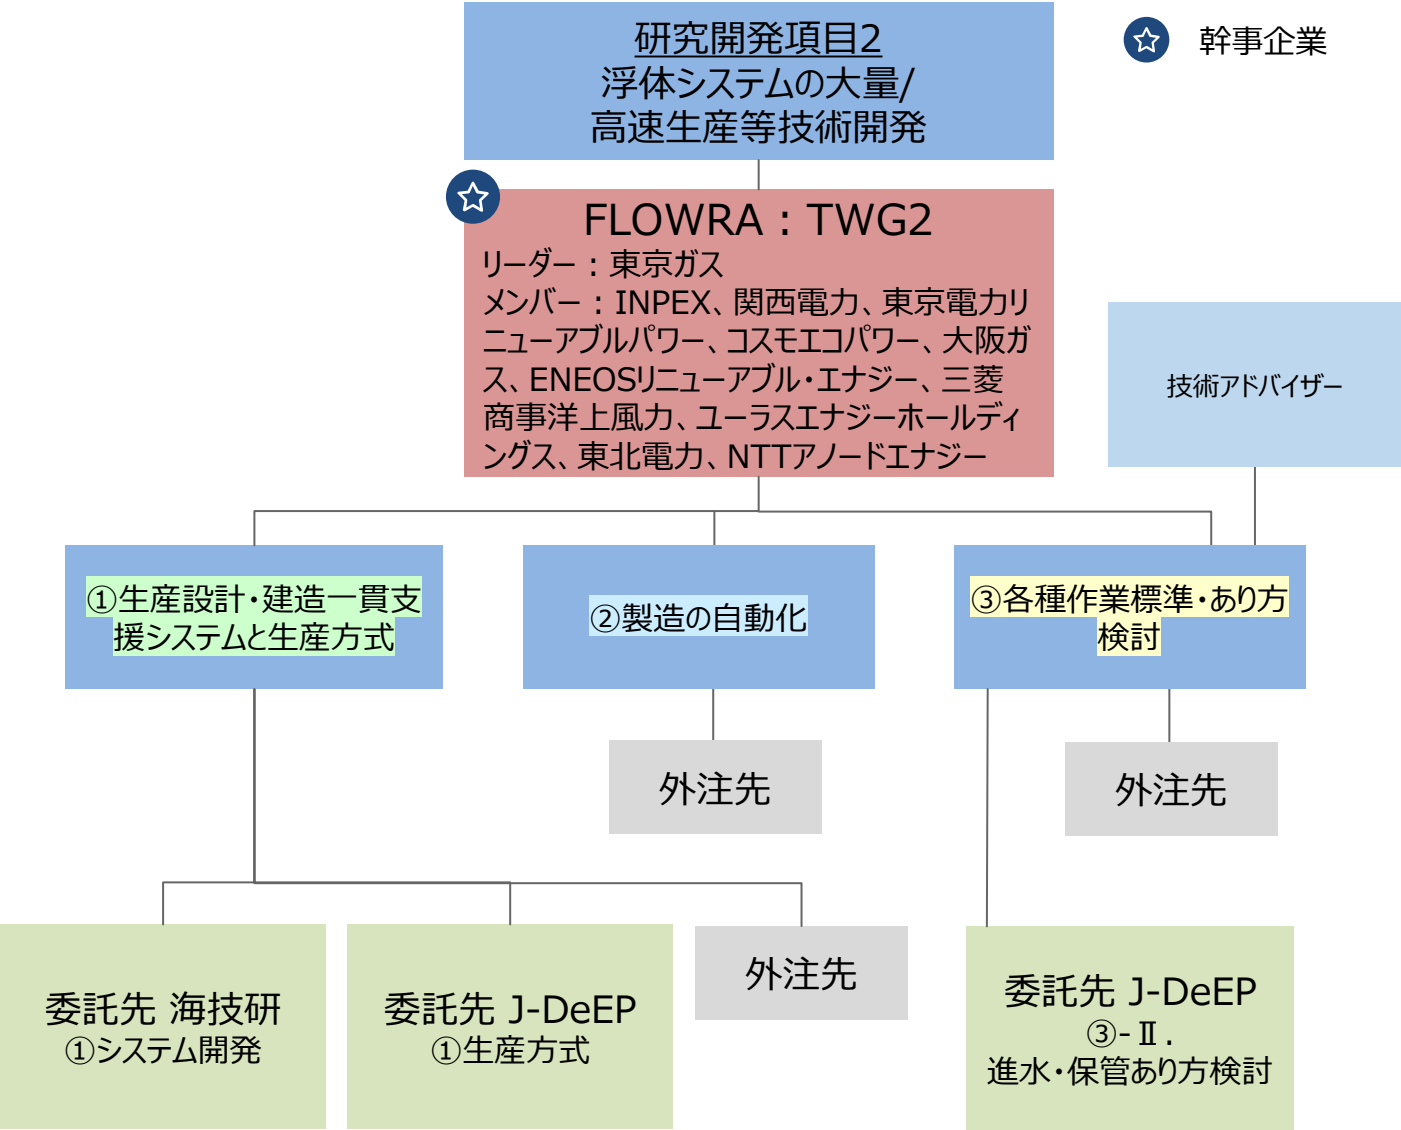 研究開発項目2
浮体システムの大量/
高速生産等技術開発
幹事企業
FLOWRA：TWG2
リーダー：東京ガス
メンバー：INPEX、関西電力、東京電力リ
ニューアブルパワー、コスモエコパワー、大阪ガ
ス、ENEOSリニューアブル・エナジー、三菱
商事洋上風力、ユーラスエナジーホールディ
ングス、東北電力、NTTアノードエナジー
技術アドバイザー
①生産設計・建造一貫支
援システムと生産方式
②製造の自動化
③各種作業標準・あり方
検討
外注先
外注先
委託先 海技研
①システム開発
委託先 J-DeEP
①生産方式
外注先
委託先 J-DeEP
③-Ⅱ.
進水・保管あり方検討